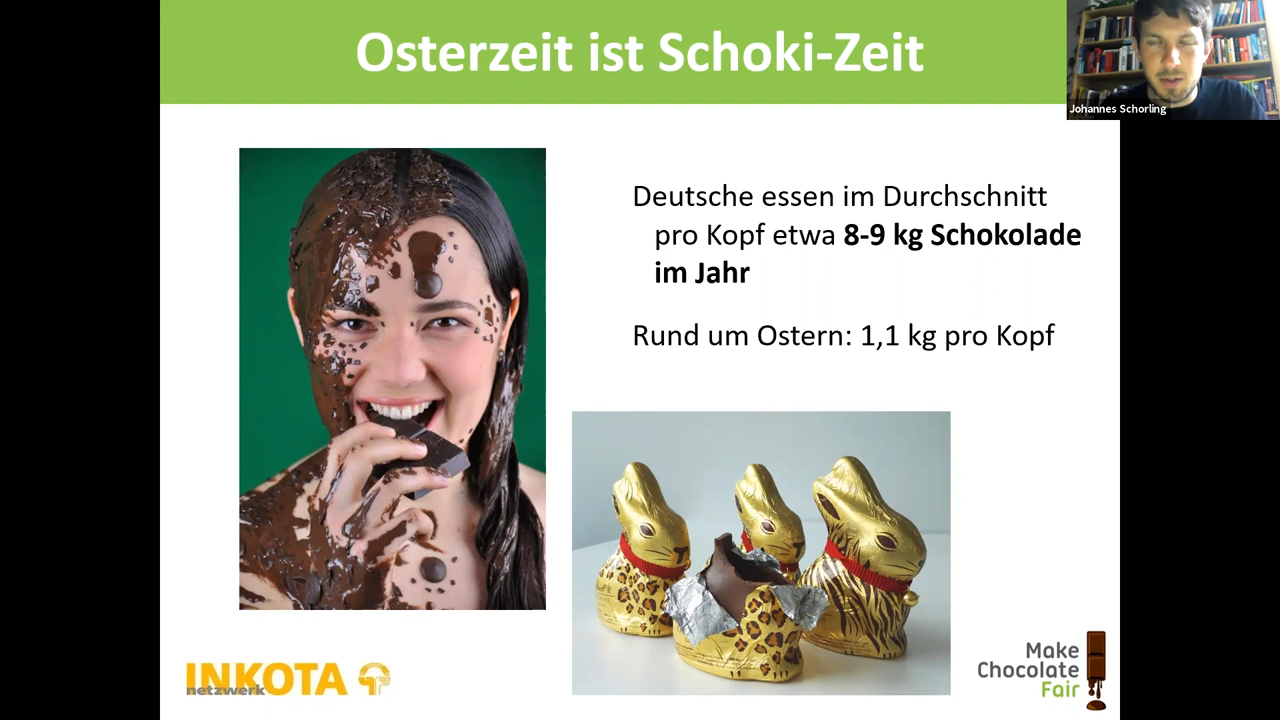 Osterzeit ist Schoki-Zeit
Johannes Schorling
Deutsche essen im Durchschnitt
pro Kopf etwa 8-9 kg Schokolade
im Jahr
Rund um Ostern: 1,1 kg pro Kopf
INKOTA
netzwerk
Make
Chocolate
Fair